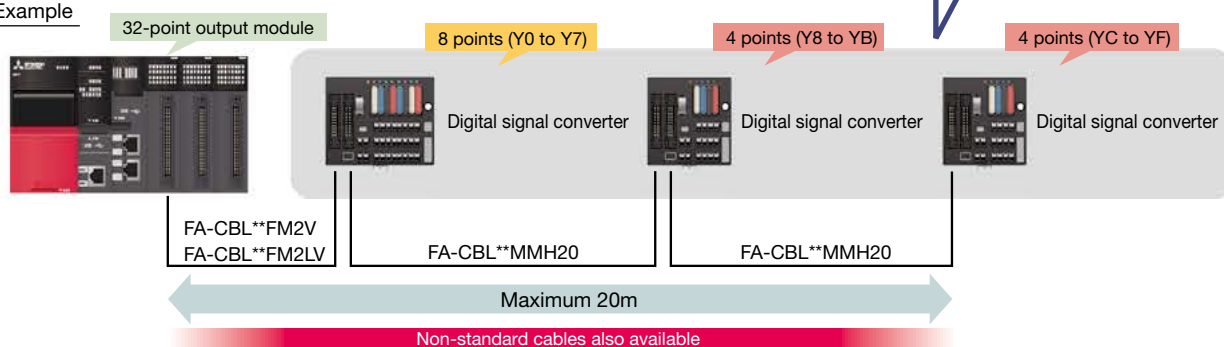 Example
32-point output module
8 points (Y0 to Y7)
4 points (Y8 to YB)
4 points (YC to YF)
Digital signal converter
Digital signal converter
Digital signal converter
FA-CBL**FM2V
FA-CBL**FM2LV
FA-CBL**MMH20
FA-CBL**MMH20
Maximum 20m
Non-standard cables also available